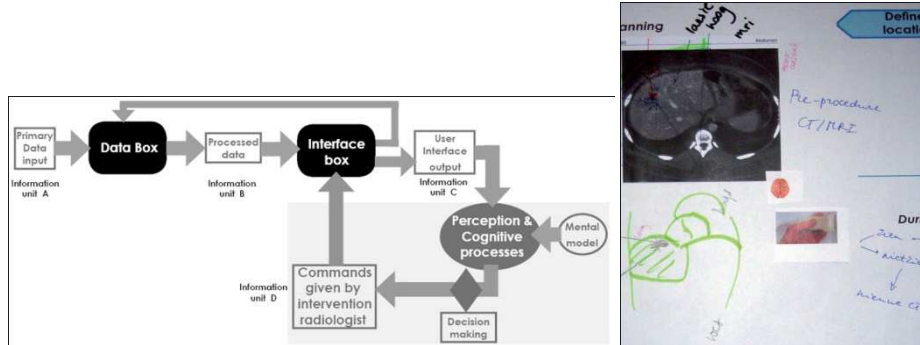 Primary
Data
input
Information
unit A
Data Box
Processed
data
Information
unit B
Interface
box
User
Interface
output
Information
unit C
Perception &
Cognitive
processes
Mental
model
Commands
given by
intervention
radiologist
Information
unit D
Decision
making
anning
laesie
hoog
mri
Define
locatio
Pre-procedure
CT/MRI
Duri